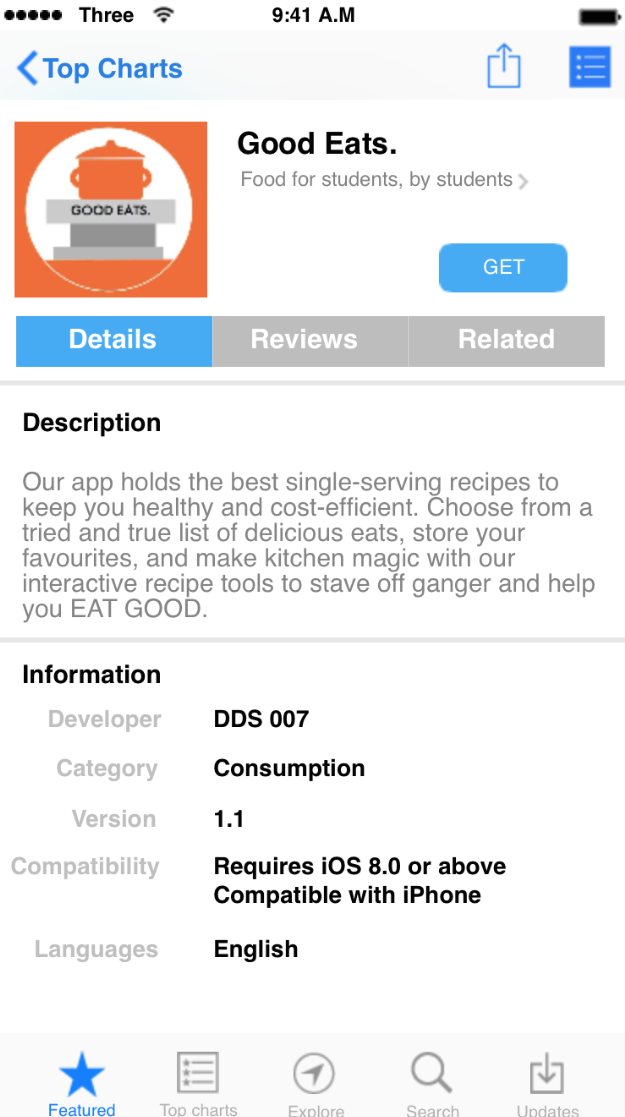 Three 9:41 A.M
Top Charts
Good Eats.
Food for students, by students
GOOD EATS.
GET
Details Reviews Related
Description
Our app holds the best single-serving recipes to
keep you healthy and cost-efficient. Choose from a
tried and true list of delicious eats, store your
favourites, and make kitchen magic with our
interactive recipe tools to stave off ganger and help
you EAT GOOD.
Information
Developer DDS 007
Category Consumption
Version 1.1
Compatibility Requires iOS 8.0 or above
Compatible with iPhone
Languages English
Featured Top charts Explore Search Updates